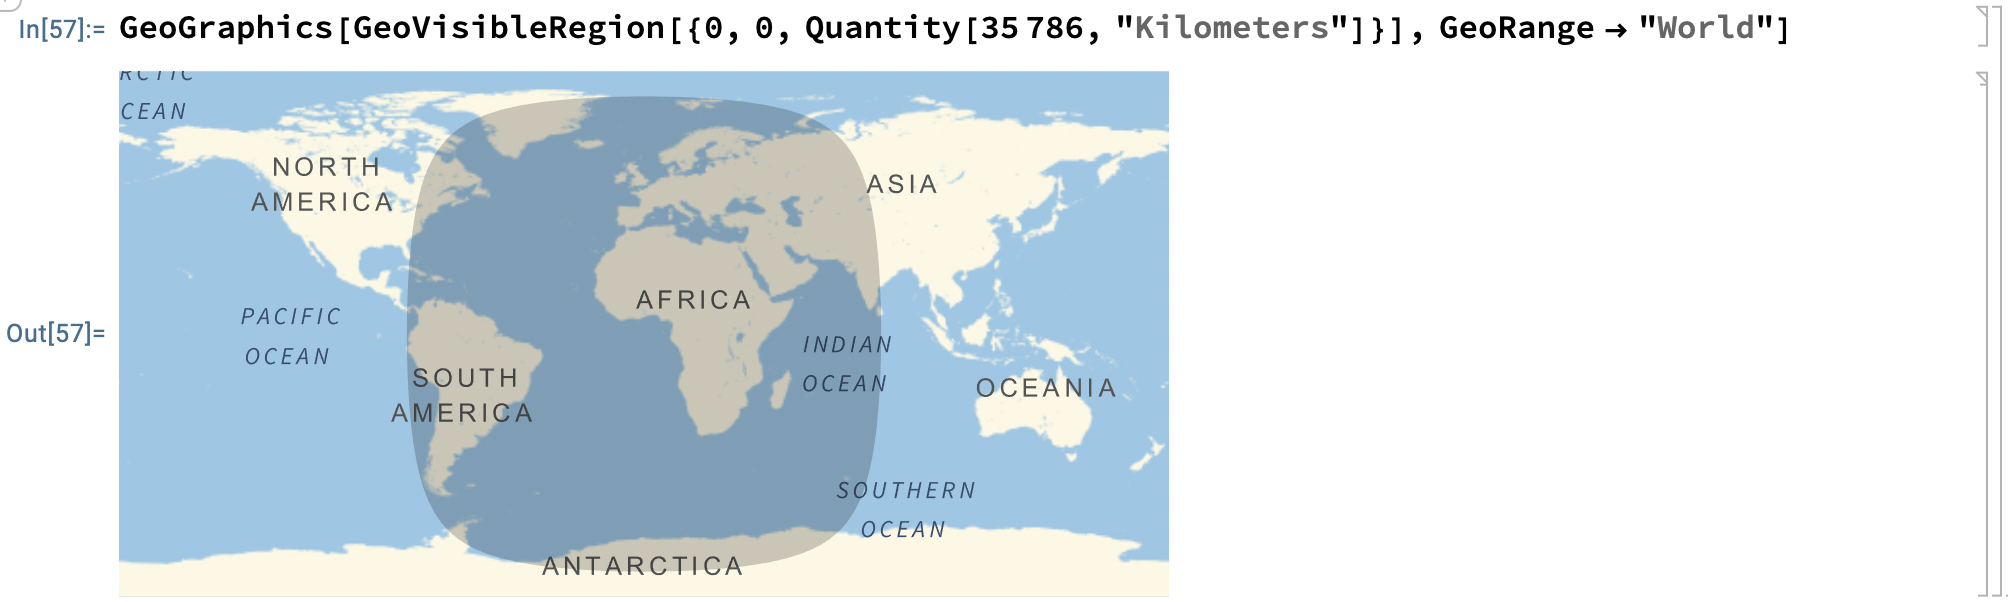 In[57]:= GeoGraphics[GeoVisibleRegion[{0, 0, Quantity[35 786, "Kilometers"]}], GeoRange → "World"]
RCTIC
CEAN
NORTH
AMERICA
ASIA
AFRICA
PACIFIC
OCEAN
Out[57]=
INDIAN
OCEAN
SOUTH
AMERICA
OCEANIA
SOUTHERN
OCEAN
ANTARCTICA